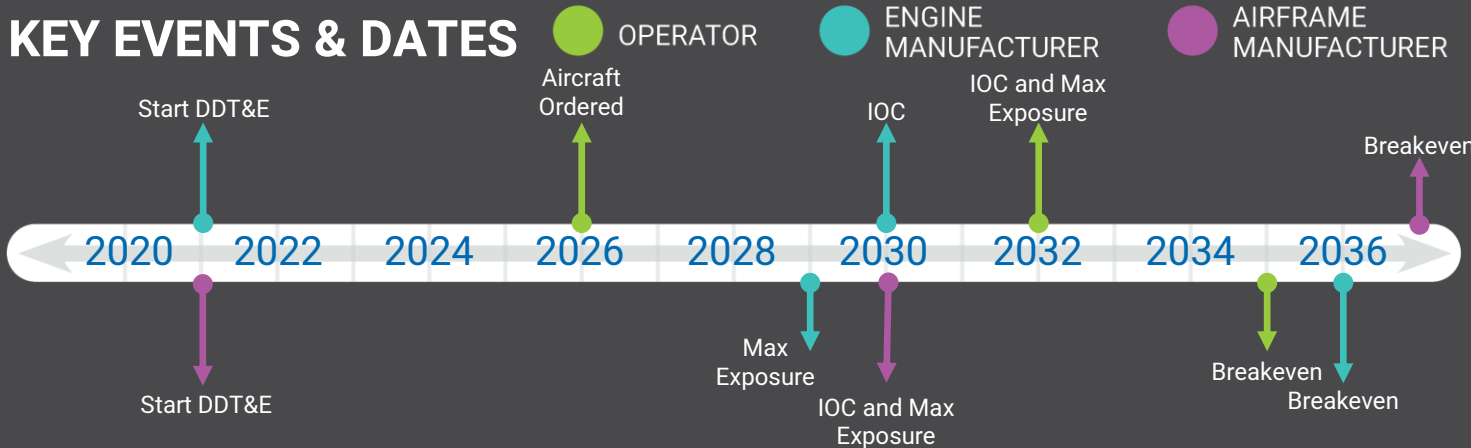 KEY EVENTS & DATES
OPERATOR
ENGINE
MANUFACTURER
AIRFRAME
MANUFACTURER
Start DDT&E
Aircraft
Ordered
IOC
IOC and Max
Exposure
Breakeven
2020 2022 2024 2026 2028 2030 2032 2034 2036
Start DDT&E
Max
Exposure
IOC and Max
Exposure
Breakeven
Breakeven